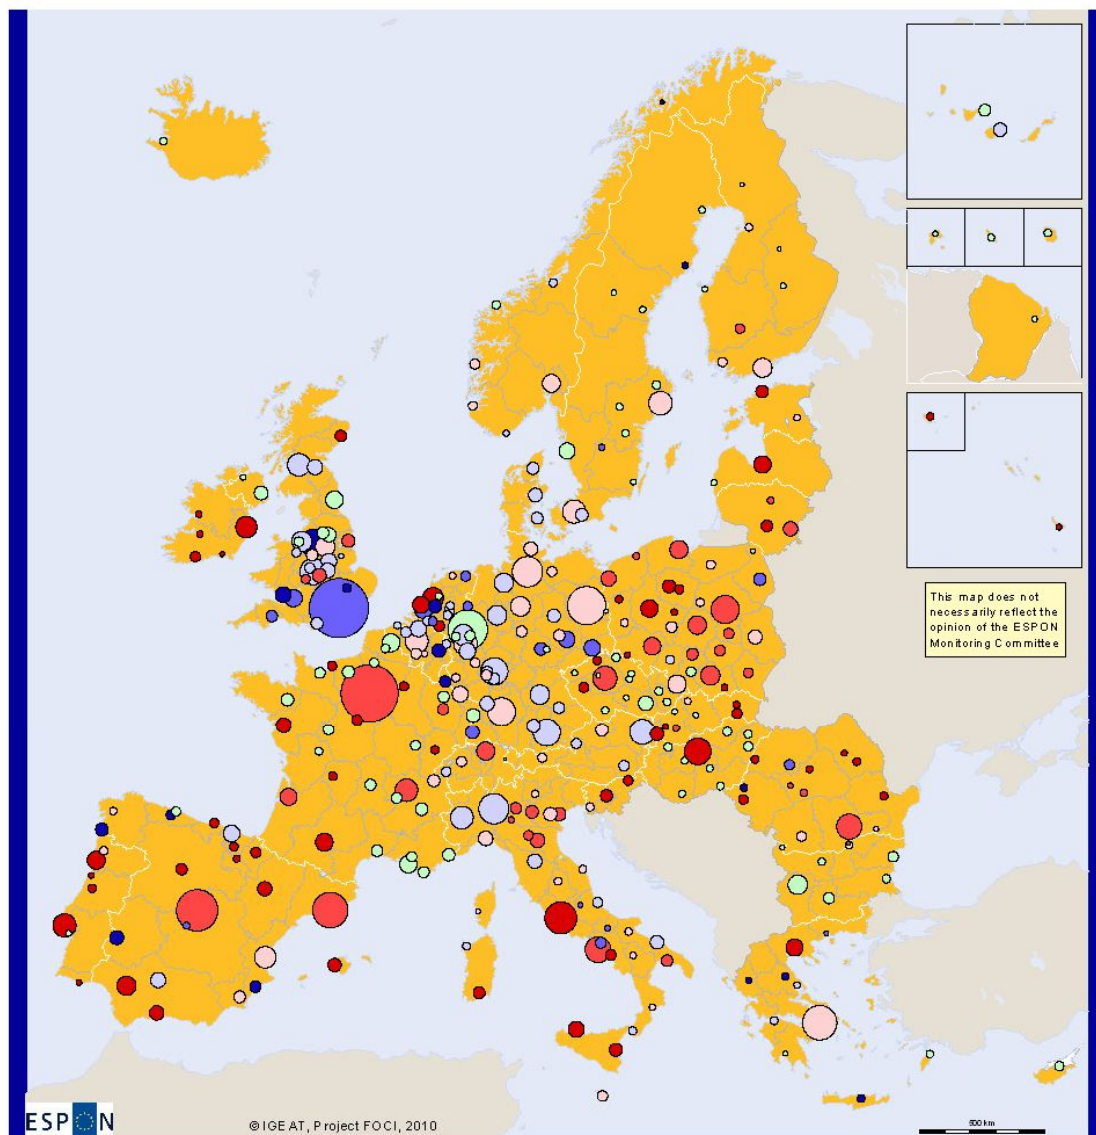 This map does not
necessarily reflect the
opinion of the ESPON
Monitoring Committee
ESPON
© IGEAT, Project FOCI, 2010
500 km